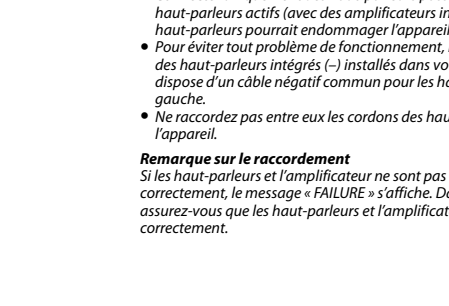 haut-parleurs actifs (avec des amplificateurs in
haut-parleurs pourrait endommager l'appareil
• Pour éviter tout problème de fonctionnement,
des haut-parleurs intégrés (–) installés dans vo
dispose d'un câble négatif commun pour les ha
gauche.
• Ne raccordez pas entre eux les cordons des hau
l'appareil.
Remarque sur le raccordement
Si les haut-parleurs et l'amplificateur ne sont pas
correctement, le message « FAILURE » s'affiche. Da
assurez-vous que les haut-parleurs et l'amplificat
correctement.